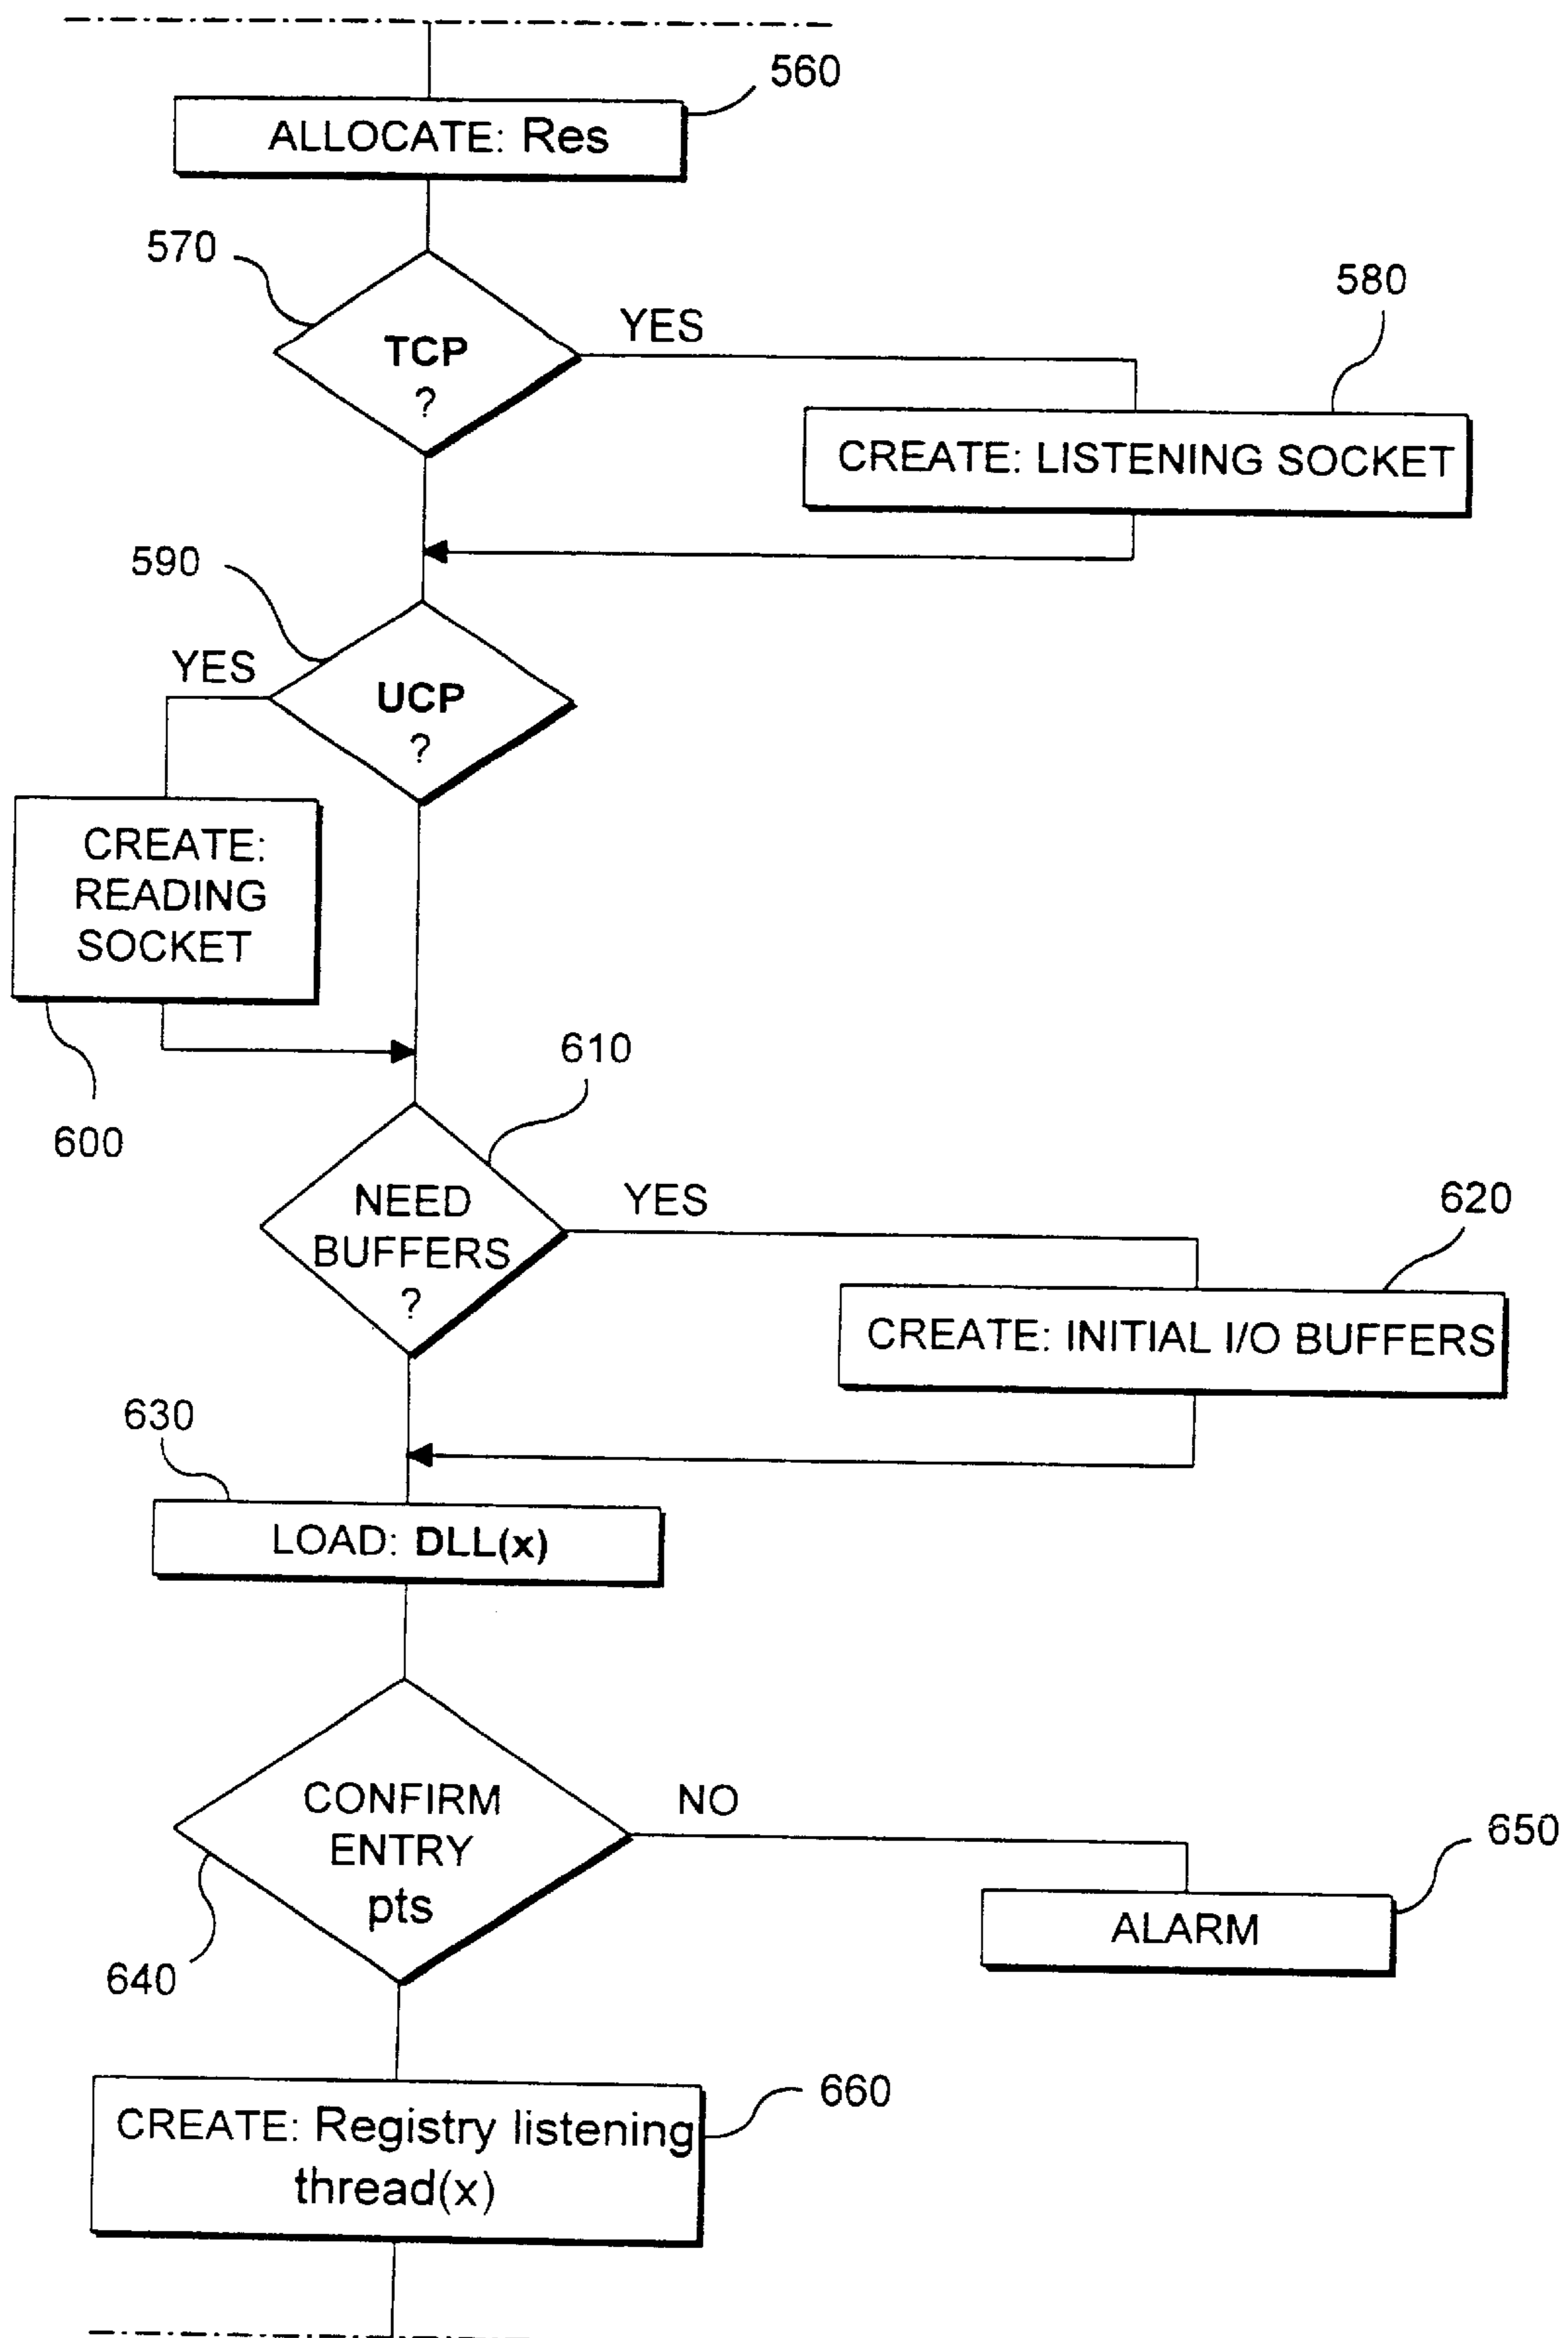 560
ALLOCATE: Res
570
TCP
?
YES
580
CREATE: LISTENING SOCKET
590
YES
UCP
?
CREATE:
READING
SOCKET
600
610
NEED
BUFFERS
?
YES
620
CREATE: INITIAL I/O BUFFERS
630
LOAD: DLL(x)
CONFIRM
ENTRY
pts
NO
640
650
ALARM
660
CREATE: Registry listening
thread(x)